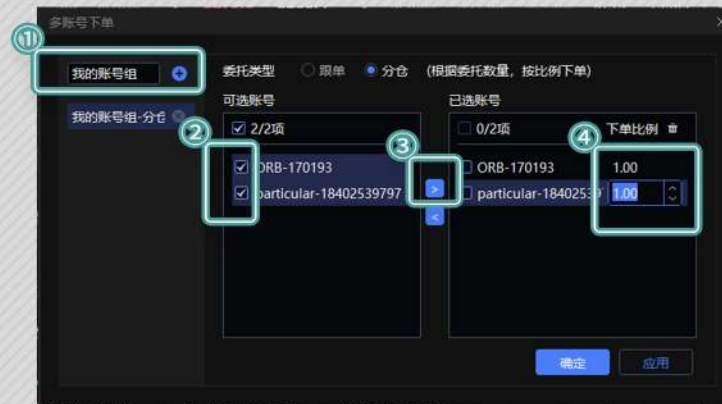 多账号下单
①
我的账号组
委托类型 跟单 分仓 (根据委托数量，按比例下单)
我的账号组-分仓
可选账号 已选账号
②
2/2项
③
0/2项
④
下单比例
ORB-170193
ORB-170193 1.00
particular-18402539797
particular-18402539 1.00
确定 应用